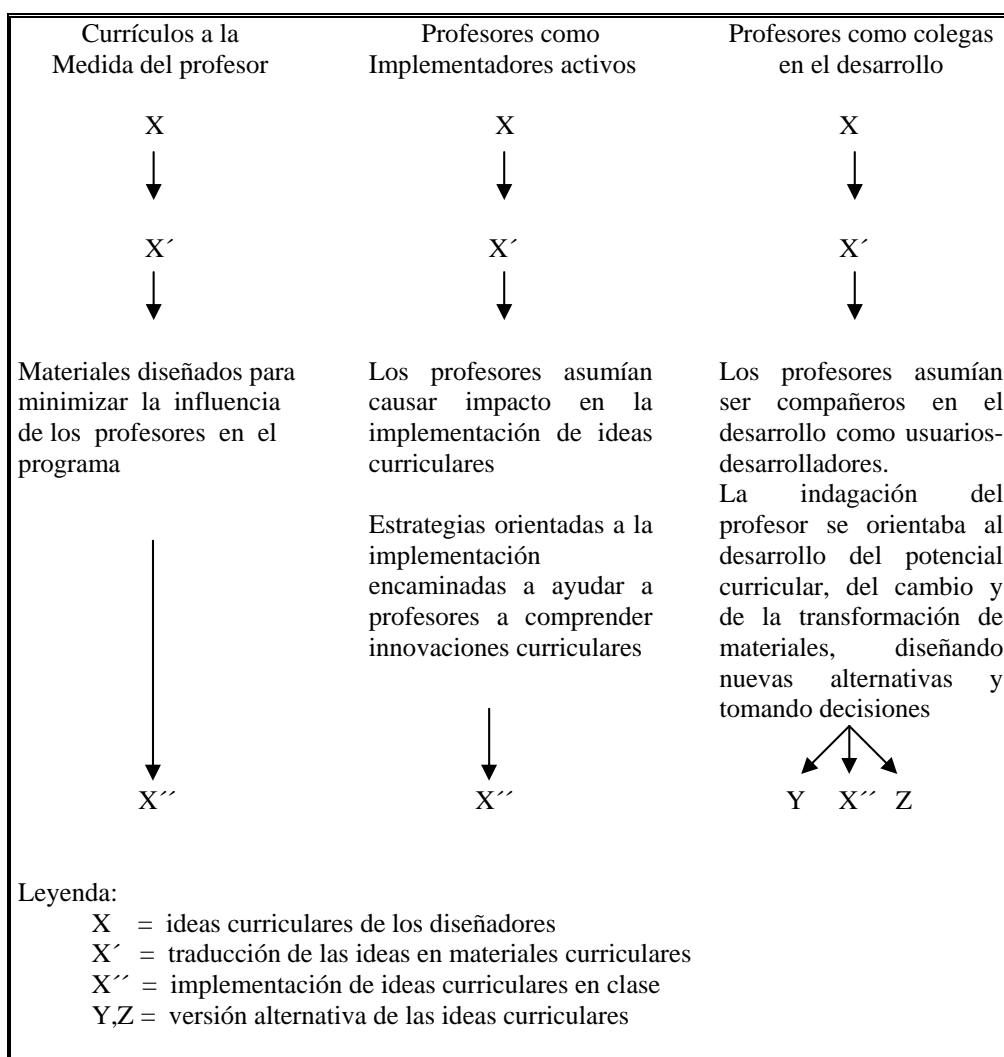 Currículos a la
Medida del profesor
X
X´
Materiales diseñados para
minimizar la influencia
de los profesores en el
programa
X´´
Profesores como
Implementadores activos
X
X´
Los profesores asumían
causar impacto en la
implementación de ideas
curriculares
Estrategias orientadas a la
implementación
encaminadas a ayudar a
profesores a comprender
innovaciones curriculares
X´´
Profesores como colegas
en el desarrollo
X
X´
Los profesores asumían
ser compañeros en el
desarrollo como usuarios-
desarrolladores.
La indagación del
profesor se orientaba al
desarrollo del potencial
curricular, del cambio y
de la transformación de
materiales, diseñando
nuevas alternativas y
tomando decisiones
Y X´´ Z
Leyenda:
X = ideas curriculares de los diseñadores
X´ = traducción de las ideas en materiales curriculares
X´´ = implementación de ideas curriculares en clase
Y,Z = versión alternativa de las ideas curriculares